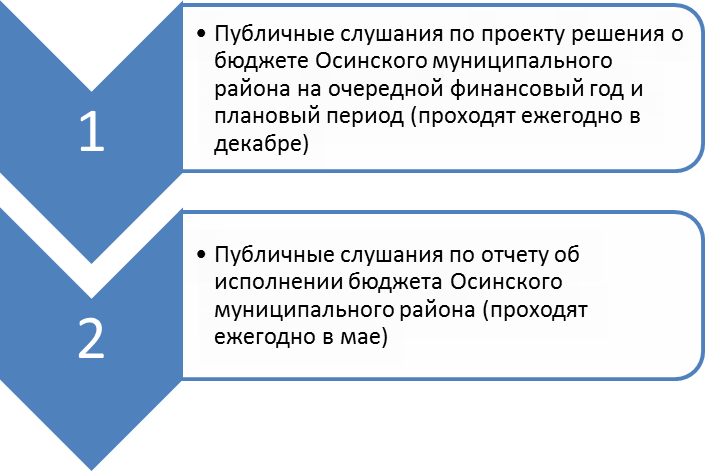 1
• Публичные слушания по проекту решения о
бюджете Осинского муниципального
района на очередной финансовый год и
плановый период (проходят ежегодно в
декабре)
2
• Публичные слушания по отчету об
исполнении бюджета Осинского
муниципального района (проходят
ежегодно в мае)